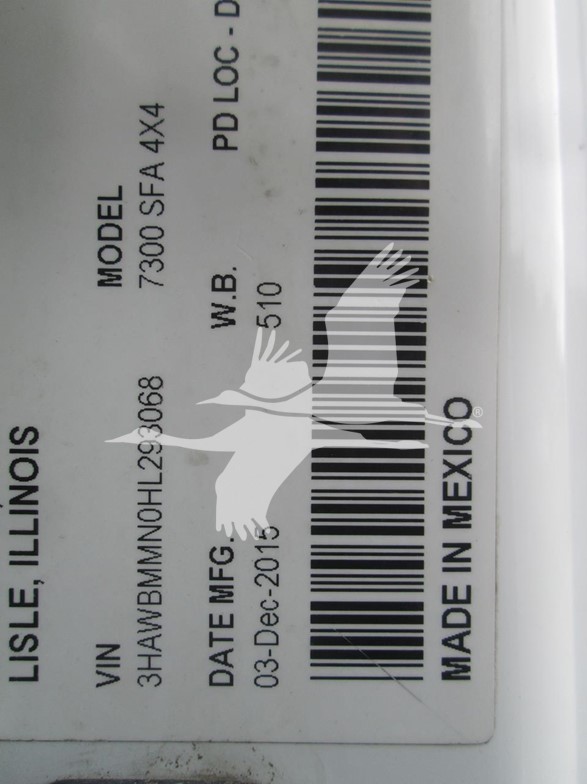 LISLE, ILLINOIS
VIN MODEL
3HAWBMMN0HL293068 7300 SFA 4X4
DATE MFG. W.B. PD LOC - D
03-Dec-2015 510
MADE IN MEXICO
®